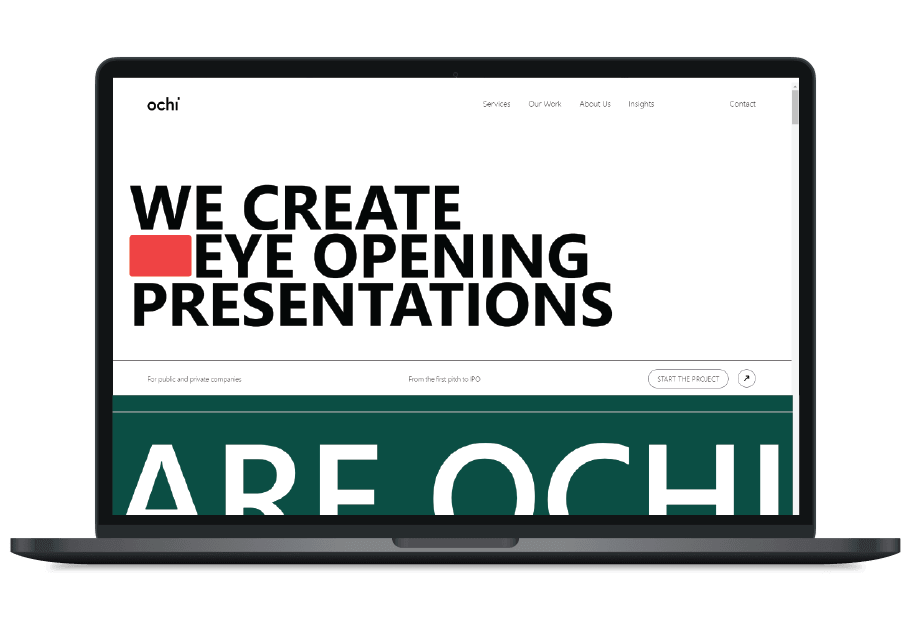 ochi'
Services Our Work About Us Insights Contact
WE CREATE
EYE OPENING
PRESENTATIONS
For public and private companies
From the first pitch to IPO
START THE PROJECT
ARE OCHI